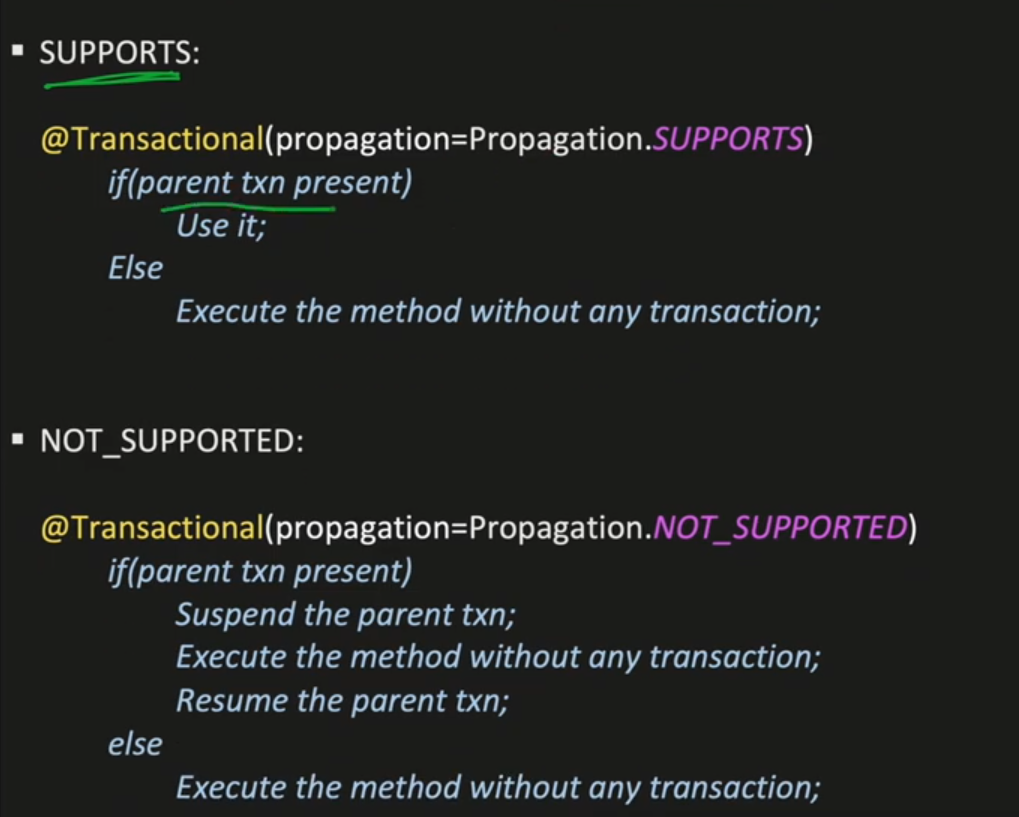 ▪ SUPPORTS:
@Transactional(propagation=Propagation.SUPPORTS)
if(parent txn present)
Use it;
Else
Execute the method without any transaction;
▪ NOT_SUPPORTED:
@Transactional(propagation=Propagation.NOT_SUPPORTED)
if(parent txn present)
Suspend the parent txn;
Execute the method without any transaction;
Resume the parent txn;
else
Execute the method without any transaction;